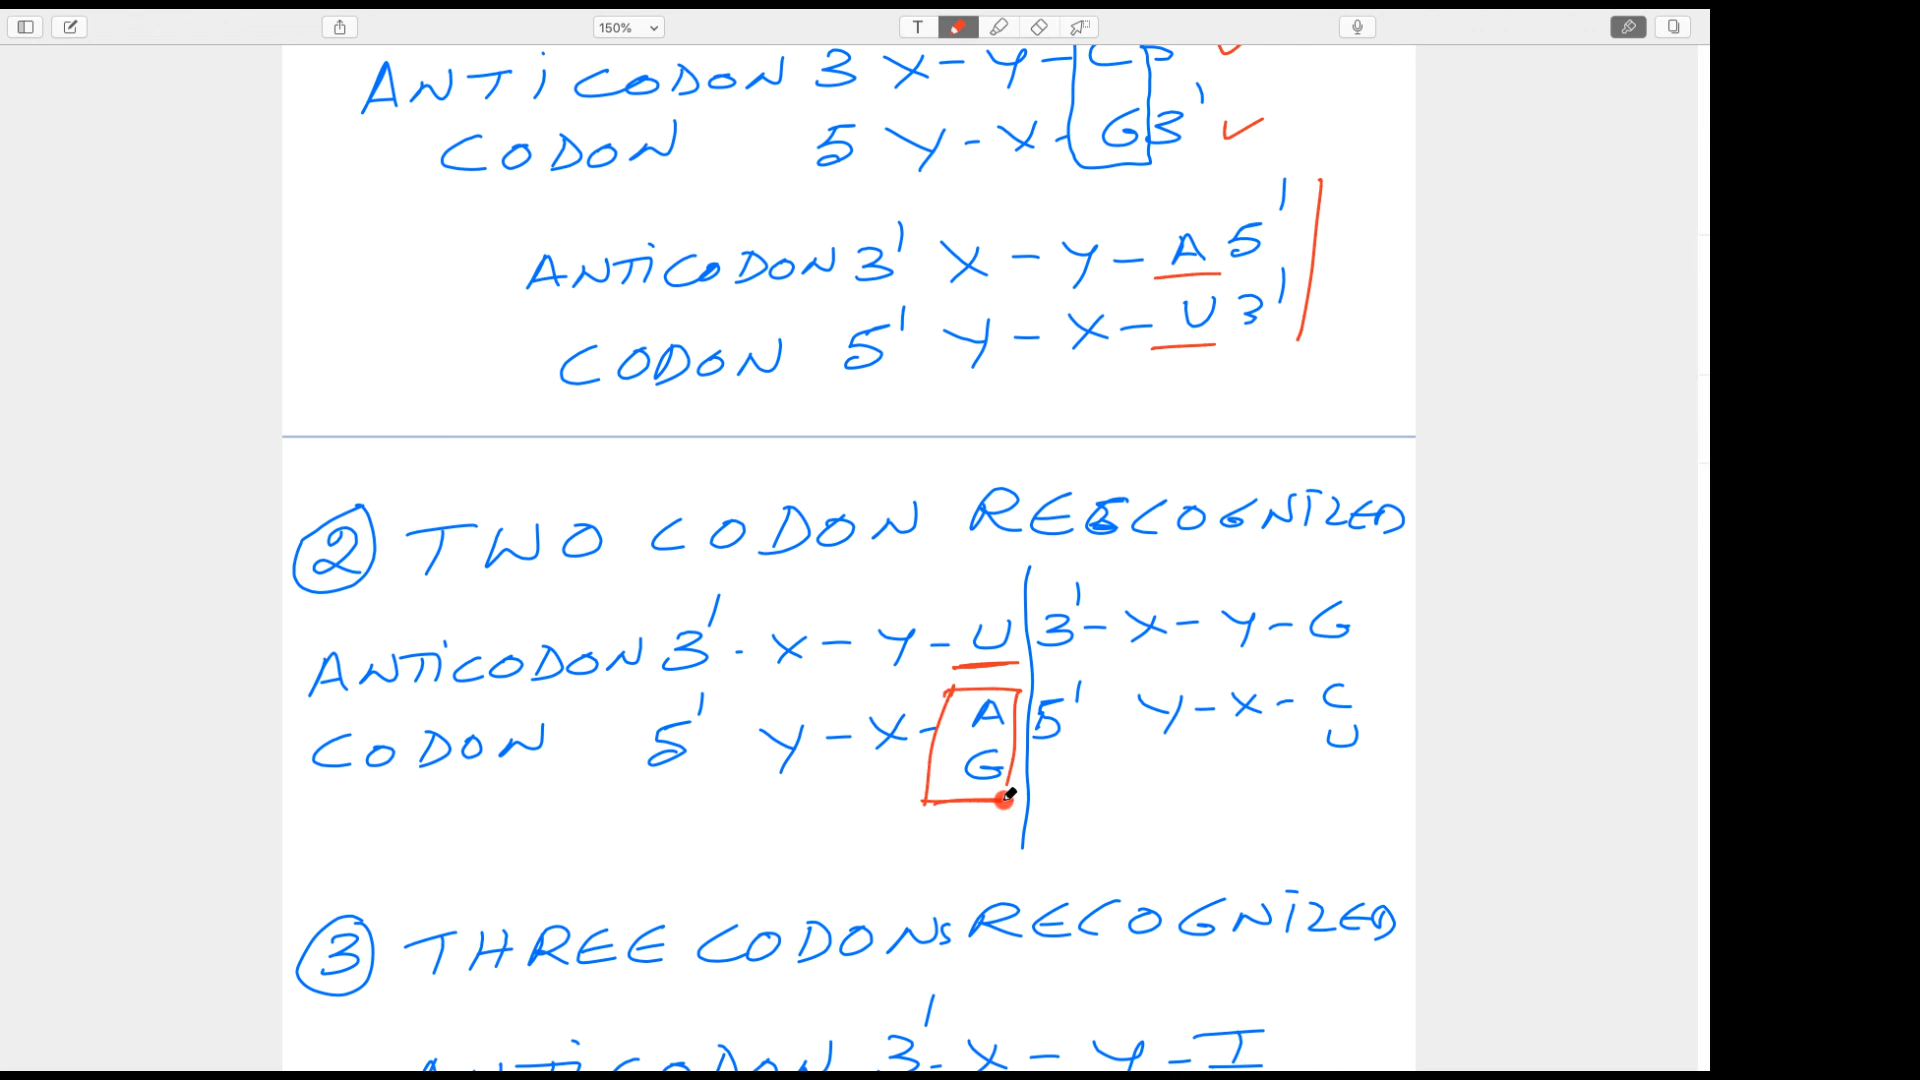 150%
T
ANTICODON 3 X-Y-C 5
CODON 5 Y-X-G 3'
ANTICODON 3' X-Y-A 5'
CODON 5' Y-X-U 3'
2 TWO CODON RECOGNIZED
ANTICODON 3'-X-Y-U 3'-X-Y-G
CODON 5' Y-X-A 5' Y-X-C
G U
3 THREE CODONS RECOGNIZED
ANTICODON 3'-X-Y-I